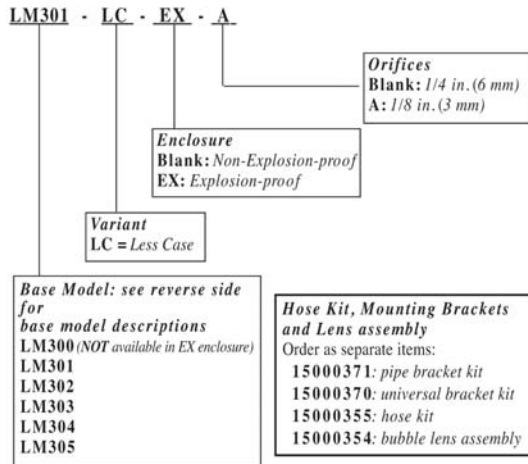 LM301 - LC - EX - A
Orifices
Blank: 1/4 in. (6 mm)
A: 1/8 in. (3 mm)
Enclosure
Blank: Non-Explosion-proof
EX: Explosion-proof
Variant
LC = Less Case
Base Model: see reverse side
for
base model descriptions
LM300 (NOT available in EX enclosure)
LM301
LM302
LM303
LM304
LM305
Hose Kit, Mounting Brackets
and Lens assembly
Order as separate items:
15000371: pipe bracket kit
15000370: universal bracket kit
15000355: hose kit
15000354: bubble lens assembly